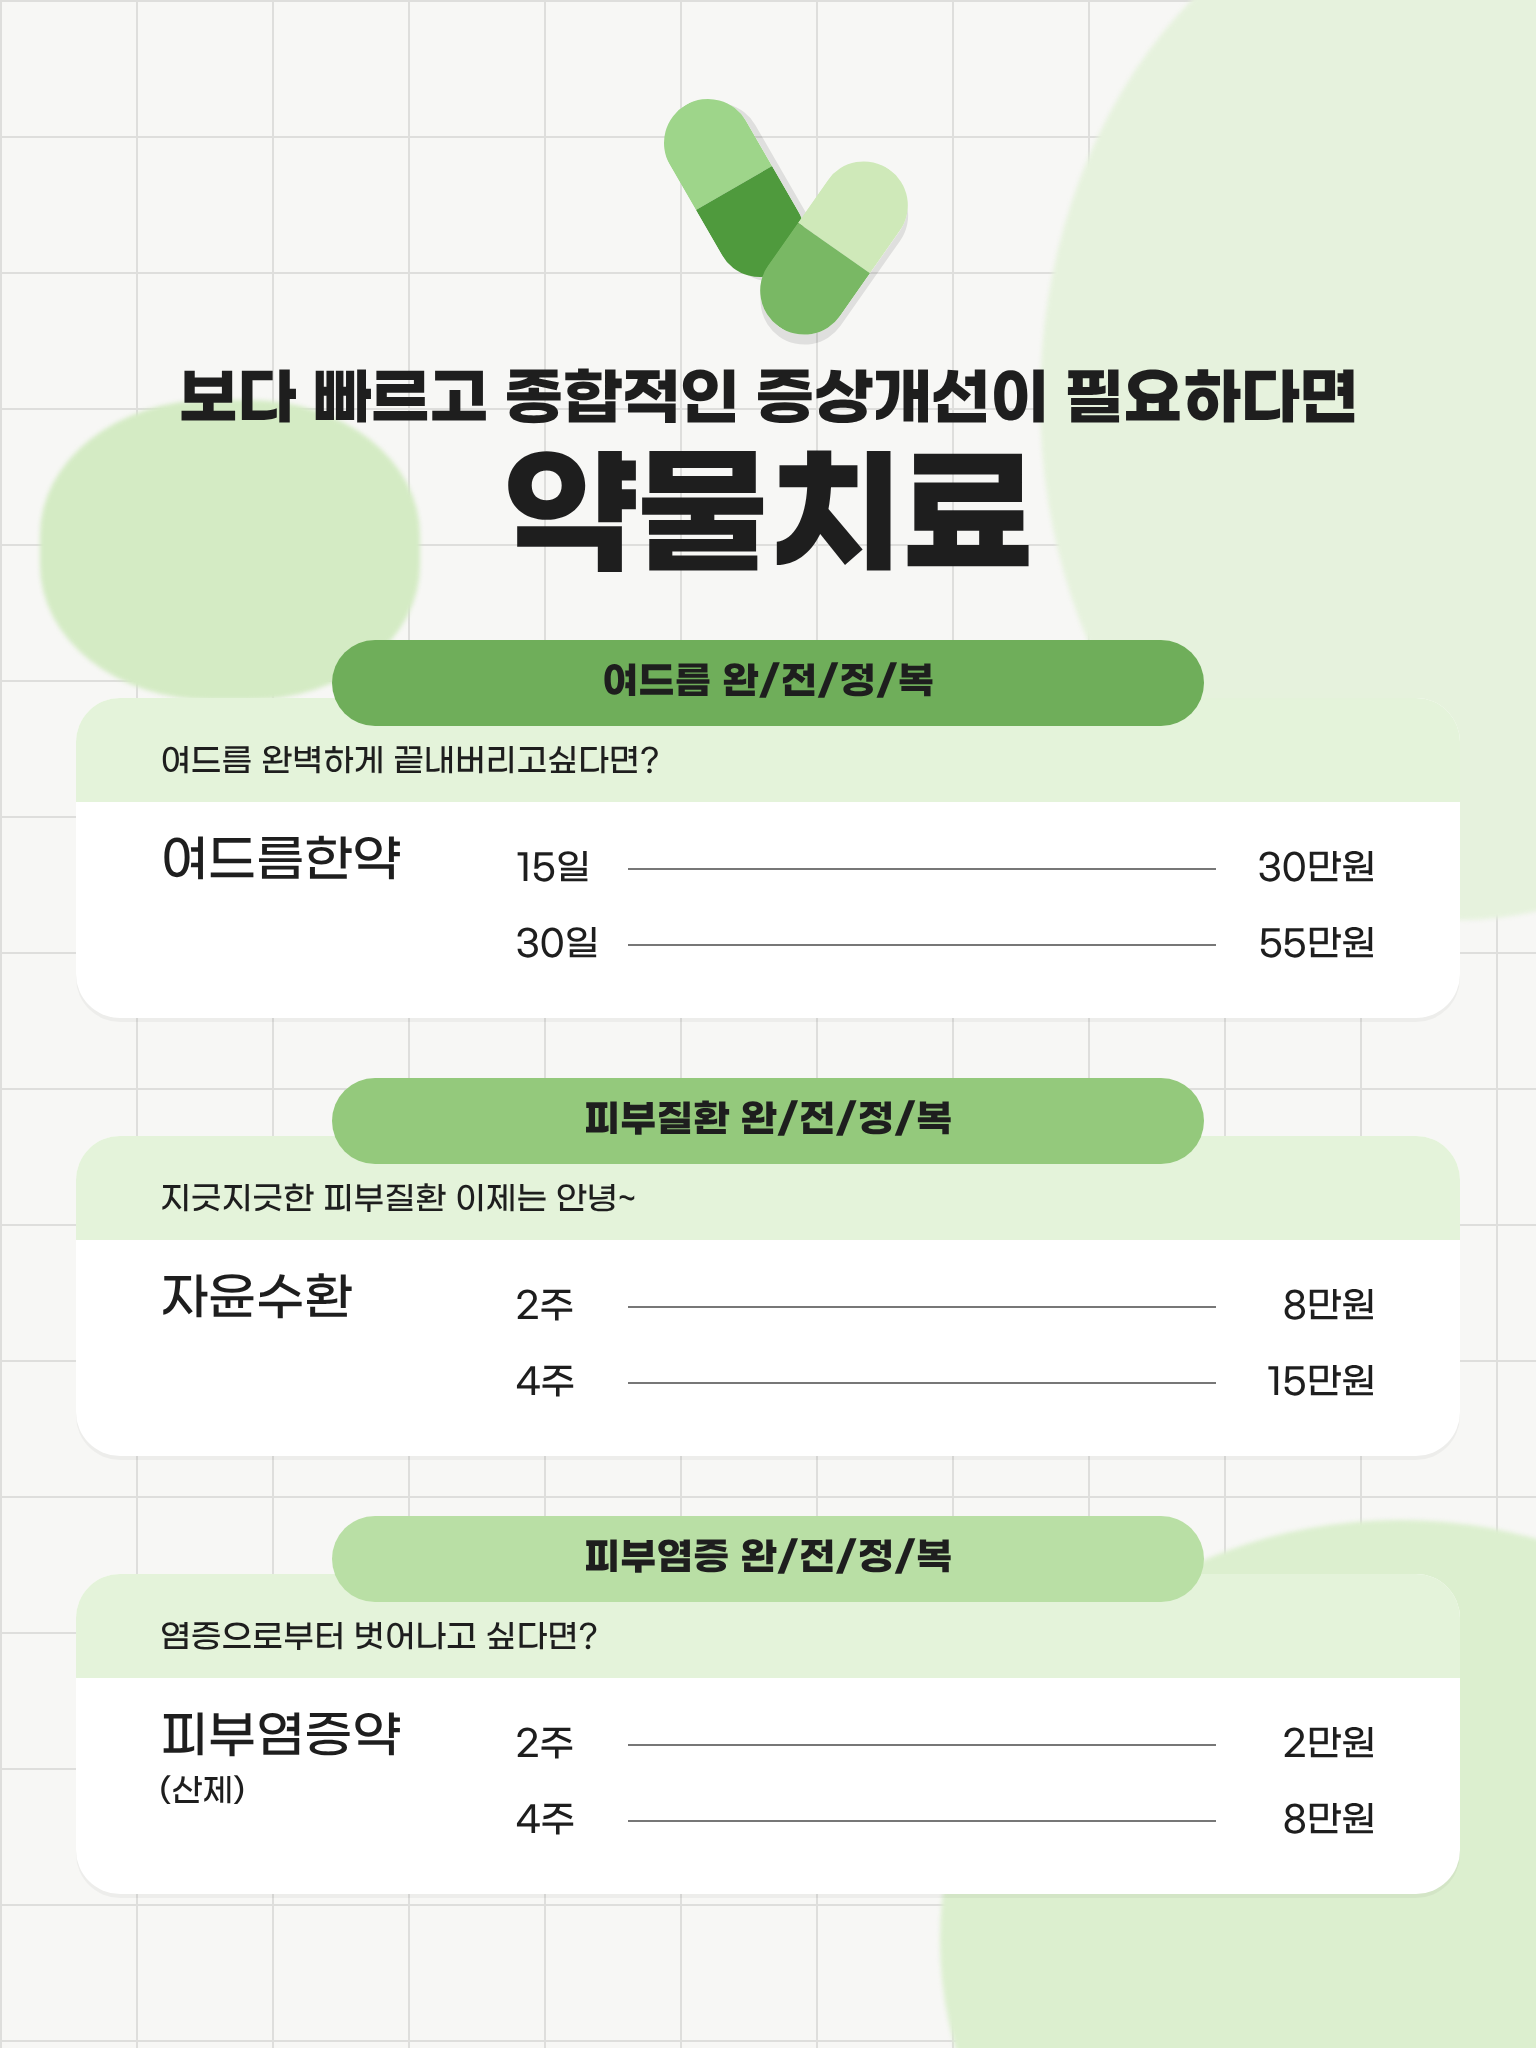 보다 빠르고 종합적인 증상개선이 필요하다면
약물치료
여드름 완/전/정/복
여드름 완벽하게 끝내버리고싶다면?
여드름한약 15일 30만원
30일 55만원
피부질환 완/전/정/복
지긋지긋한 피부질환 이제는 안녕~
자윤수환 2주 8만원
4주 15만원
피부염증 완/전/정/복
염증으로부터 벗어나고 싶다면?
피부염증약 2주 2만원
(산제)
4주 8만원